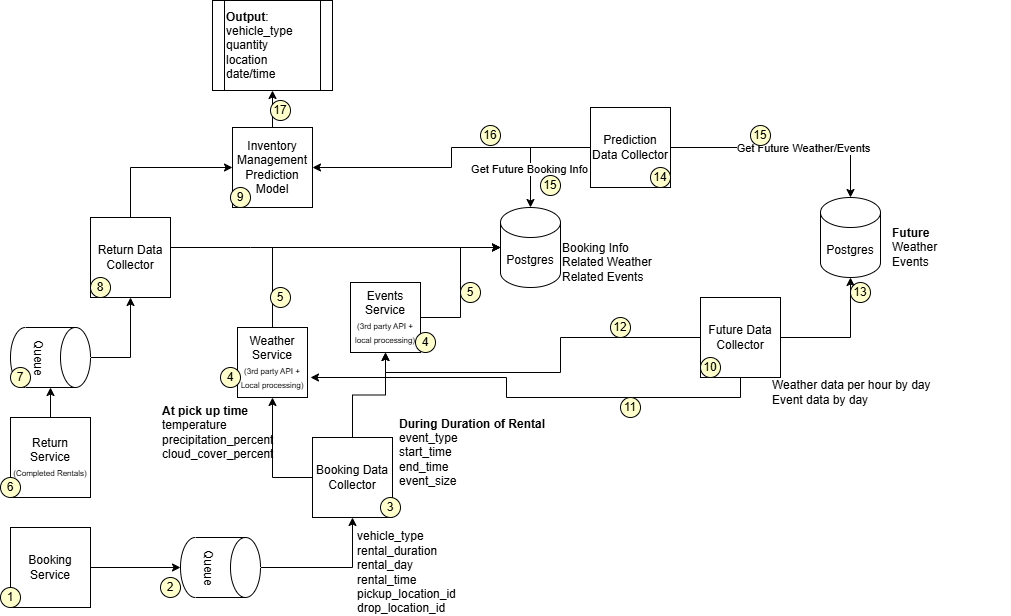 Output:
vehicle_type
quantity
location
date/time
17
Inventory
Management
Prediction
Model
9
16
Prediction
Data Collector
14
15
Get Future Weather/Events
Get Future Booking Info
15
Return Data
Collector
8
Postgres
Booking Info
Related Weather
Related Events
Postgres
Future
Weather
Events
5
5
13
Events
Service
(3rd party API +
local processing)
4
Weather
Service
(3rd party API +
Local processing)
4
12
Future Data
Collector
10
Queue
7
11
Weather data per hour by day
Event data by day
At pick up time
temperature
precipitation_percent
cloud_cover_percent
During Duration of Rental
event_type
start_time
end_time
event_size
Return
Service
(Completed Rentals)
6
Booking Data
Collector
3
Booking
Service
1
Queue
2
vehicle_type
rental_duration
rental_day
rental_time
pickup_location_id
drop_location_id